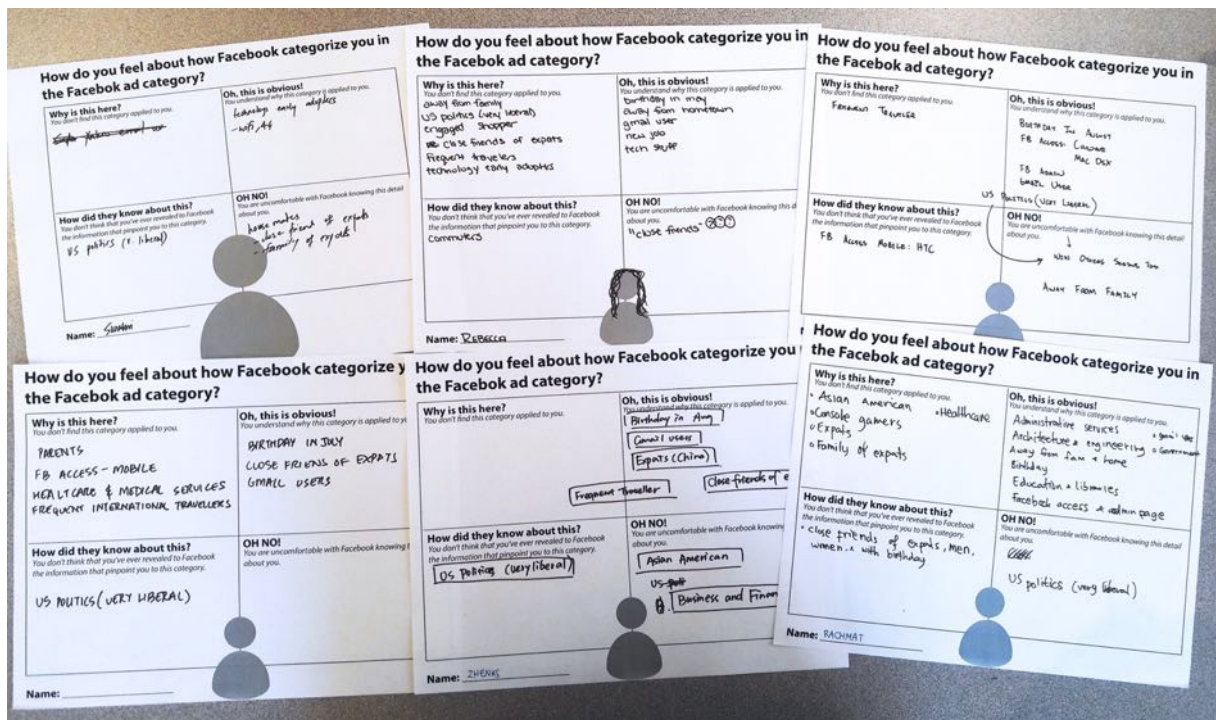 How do you feel about how Facebook categorize you in
the Facebok ad category?
Why is this here?
You don't find this category applied to you.
Oh, this is obvious!
You understand why this category is applied to you.
technology early adopters
- wifi, 4G
How did they know about this?
You don't think that you've ever revealed to Facebook
the information that pinpoint you to this category.
US politics (v. liberal)
OH NO!
You are uncomfortable with Facebook knowing this detail
about you.
house mates
- close friend of expats
- family of expats
Name:
How do you feel about how Facebook categorize you in
the Facebok ad category?
Why is this here?
You don't find this category applied to you.
away from family
US politics (very liberal)
engaged shopper
close friends of expats
frequent travelers
technology early adopters
Oh, this is obvious!
You understand why this category is applied to you.
birthday in may
away from hometown
gmail user
new job
tech stuff
How did they know about this?
You don't think that you've ever revealed to Facebook
the information that pinpoint you to this category.
commuters
OH NO!
You are uncomfortable with Facebook knowing this d
about you.
"close friends"
Name: REBECCA
How do you feel about how Facebook categorize you in
the Facebok ad category?
Why is this here?
You don't find this category applied to you.
FREQUENT TRAVELER
Oh, this is obvious!
You understand why this category is applied to you.
BIRTHDAY IN AUGUST
FB ACCESS: CHROME
MAC OSX
FB ADMIN
GMAIL USER
US POLITICS (VERY LIBERAL)
How did they know about this?
You don't think that you've ever revealed to Facebook
the information that pinpoint you to this category.
FB ACCESS MOBILE: HTC
OH NO!
You are uncomfortable with Facebook knowing this detail
about you.
WHEN OTHERS
AWAY FROM FAMILY
How do you feel about how Facebook categorize y
the Facebok ad category?
Why is this here?
You don't find this category applied to you.
PARENTS
FB ACCESS - MOBILE
HEALTCARE & MEDICAL SERVICES
FREQUENT INTERNATIONAL TRAVELLERS
Oh, this is obvious!
You understand why this category is applied to yo
BIRTHDAY IN JULY
CLOSE FRIENS OF EXPATS
GMAIL USERS
How did they know about this?
You don't think that you've ever revealed to Facebook
the information that pinpoint you to this category.
US POLITICS (VERY LIBERAL)
OH NO!
You are uncomfortable with Facebook knowing t
about you.
Name:
How do you feel about how Facebook categorize you
the Facebok ad category?
Why is this here?
You don't find this category applied to you.
Oh, this is obvious!
You understand why this category is applied to you.
Birthday in Aug
Gmail users
Expats (China)
Frequent Traveller
Close friends of e
How did they know about this?
You don't think that you've ever revealed to Facebook
the information that pinpoint you to this category.
US Politics (very liberal)
OH NO!
You are uncomfortable with Facebook knowing
about you.
Asian American
Business and Finan
Name:
How do you feel about how Facebook categorize you in
the Facebok ad category?
Why is this here?
You don't find this category applied to you.
• Asian American
• Healthcare
• Console gamers
• Expats
• Family of expats
Oh, this is obvious!
You understand why this category is applied to you.
Administrative services
Architecture & engineering • Government
Away from fam & home
Birthday
Education & libraries
Facebook access & admin page
How did they know about this?
You don't think that you've ever revealed to Facebook
the information that pinpoint you to this category.
• close friends of expats, men,
women. & with birthday
OH NO!
You are uncomfortable with Facebook knowing this detail
about you.
US politics (very liberal)
Name: RACHMAT